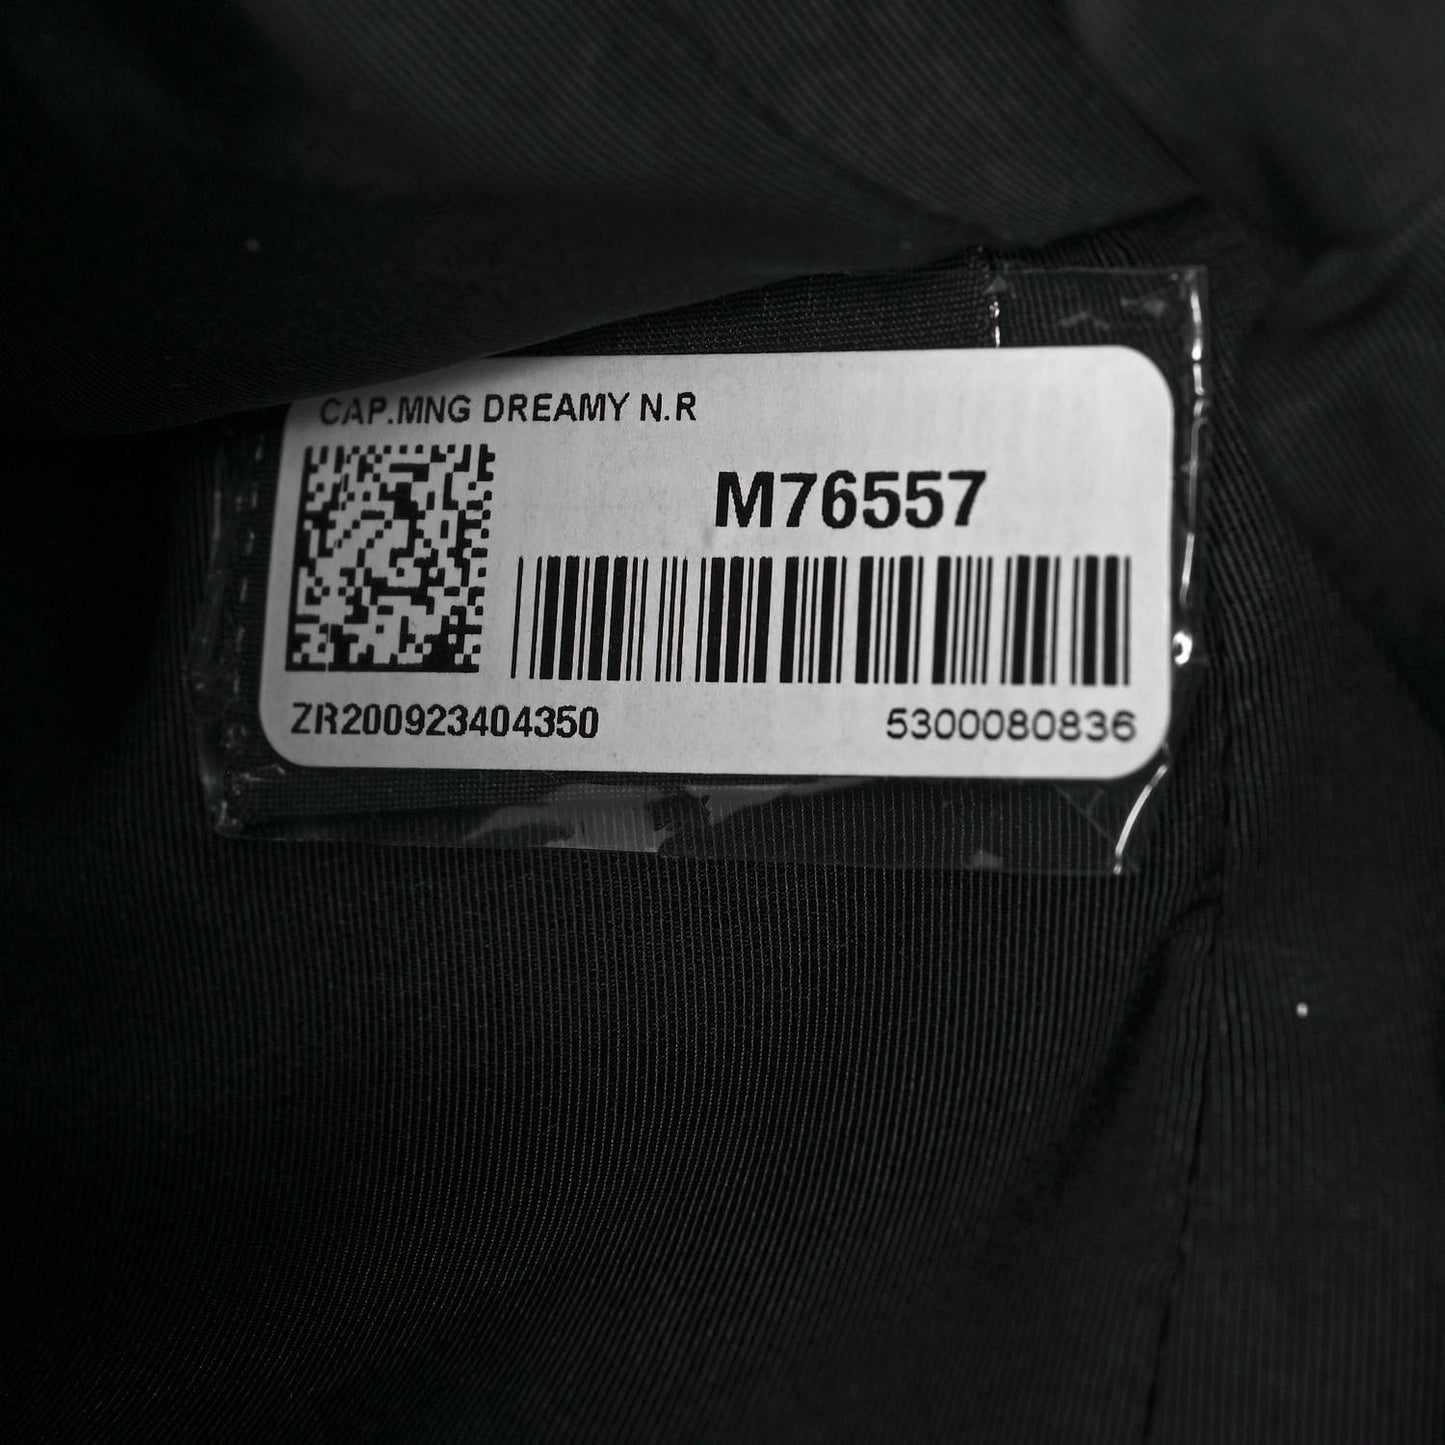 CAP.MNG DREAMY N.R
M76557
ZR200923404350
5300080836